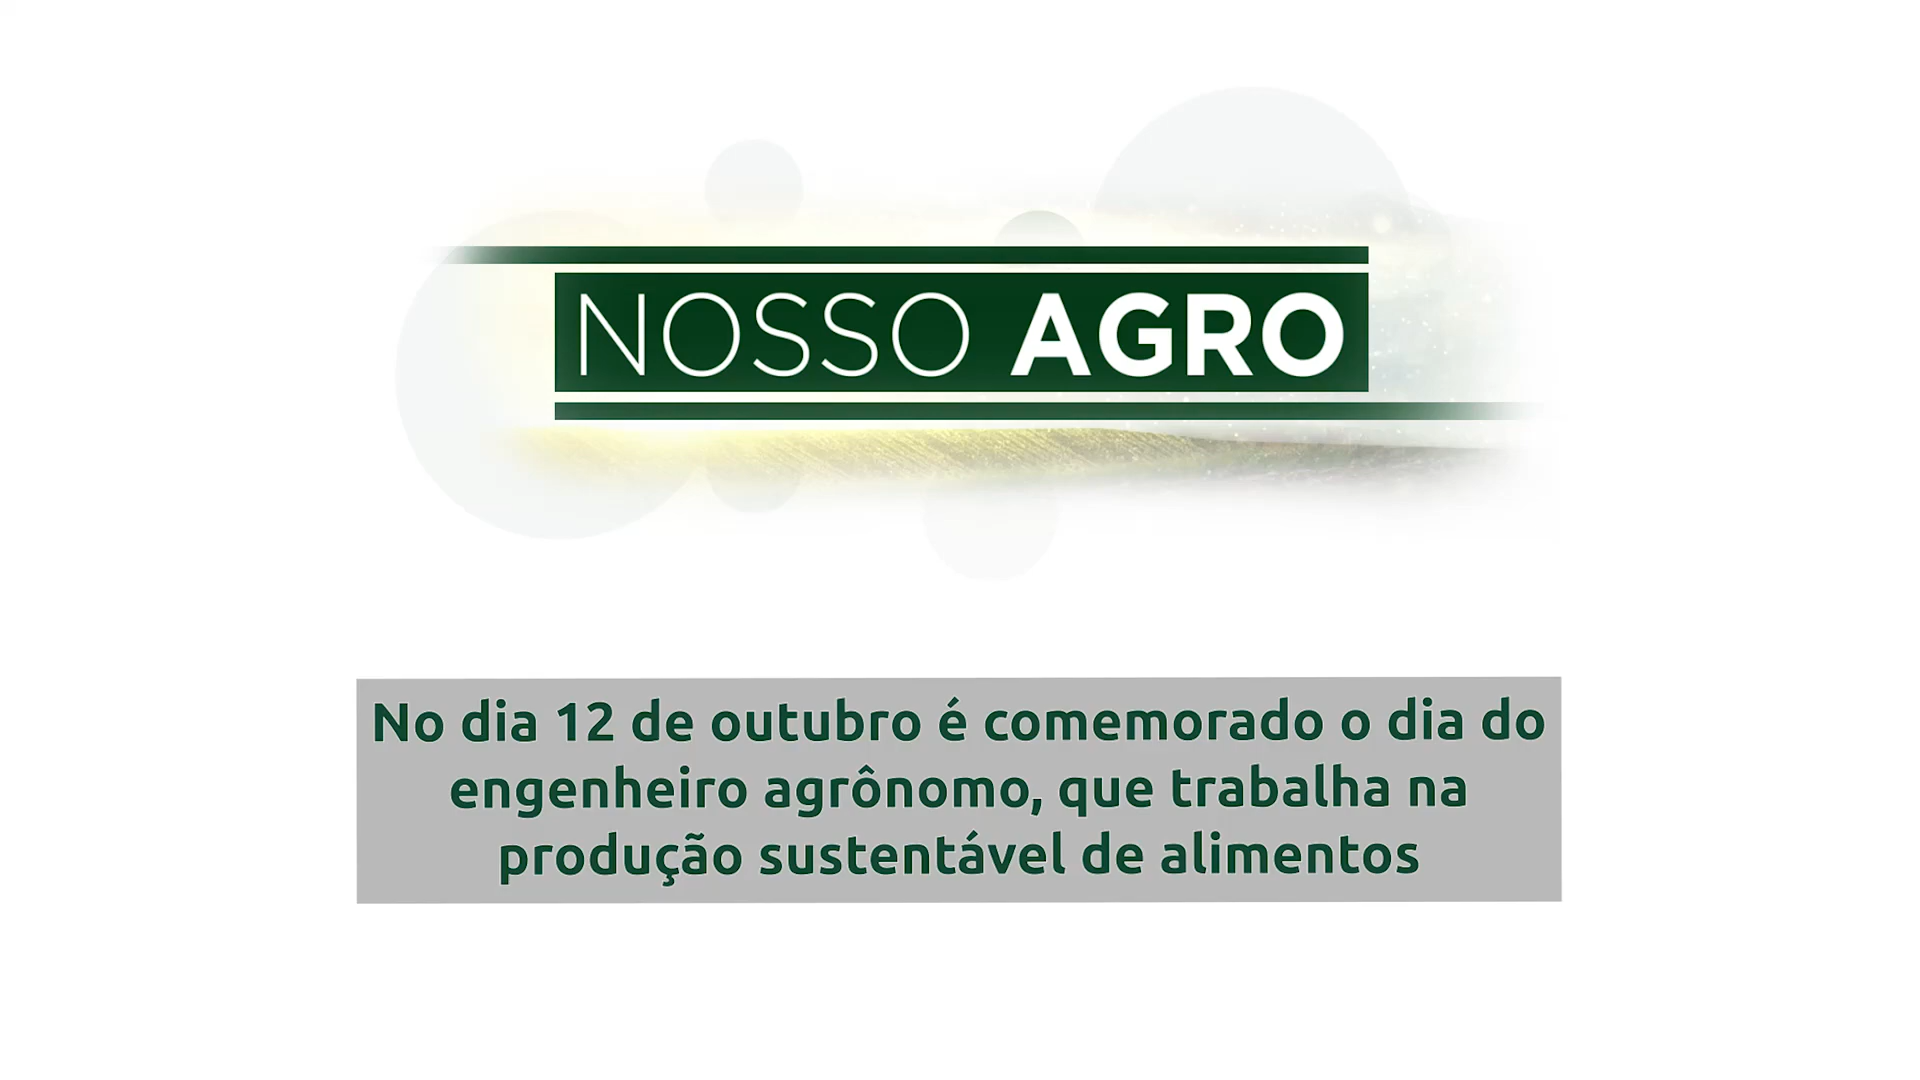 NOSSO AGRO
No dia 12 de outubro é comemorado o dia do
engenheiro agrônomo, que trabalha na
produção sustentável de alimentos